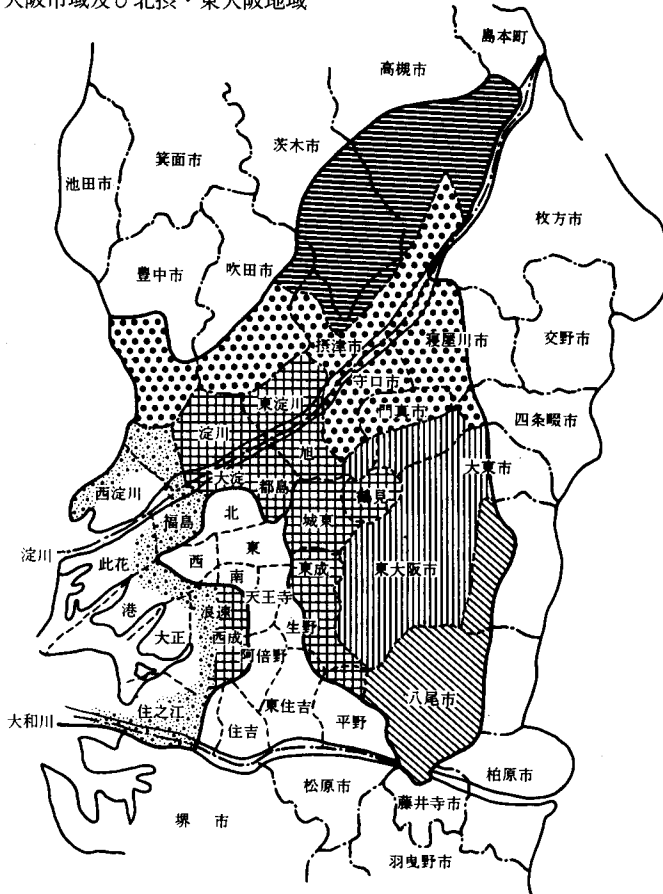 大阪市域及び北摂・東大阪地域
島本町
高槻市
茨木市
箕面市
池田市
枚方市
豊中市
吹田市
摂津市
寝屋川市
交野市
守口市
東淀川
門真市
四条畷市
淀川
旭
大東市
西淀川
大淀
都島
鶴見
福島
北
城東
淀川
此花
西
東
東成
東大阪市
南
天王寺
港
浪速
生野
大正
西成
阿倍野
八尾市
住之江
東住吉
大和川
住吉
平野
柏原市
松原市
藤井寺市
堺 市
羽曳野市